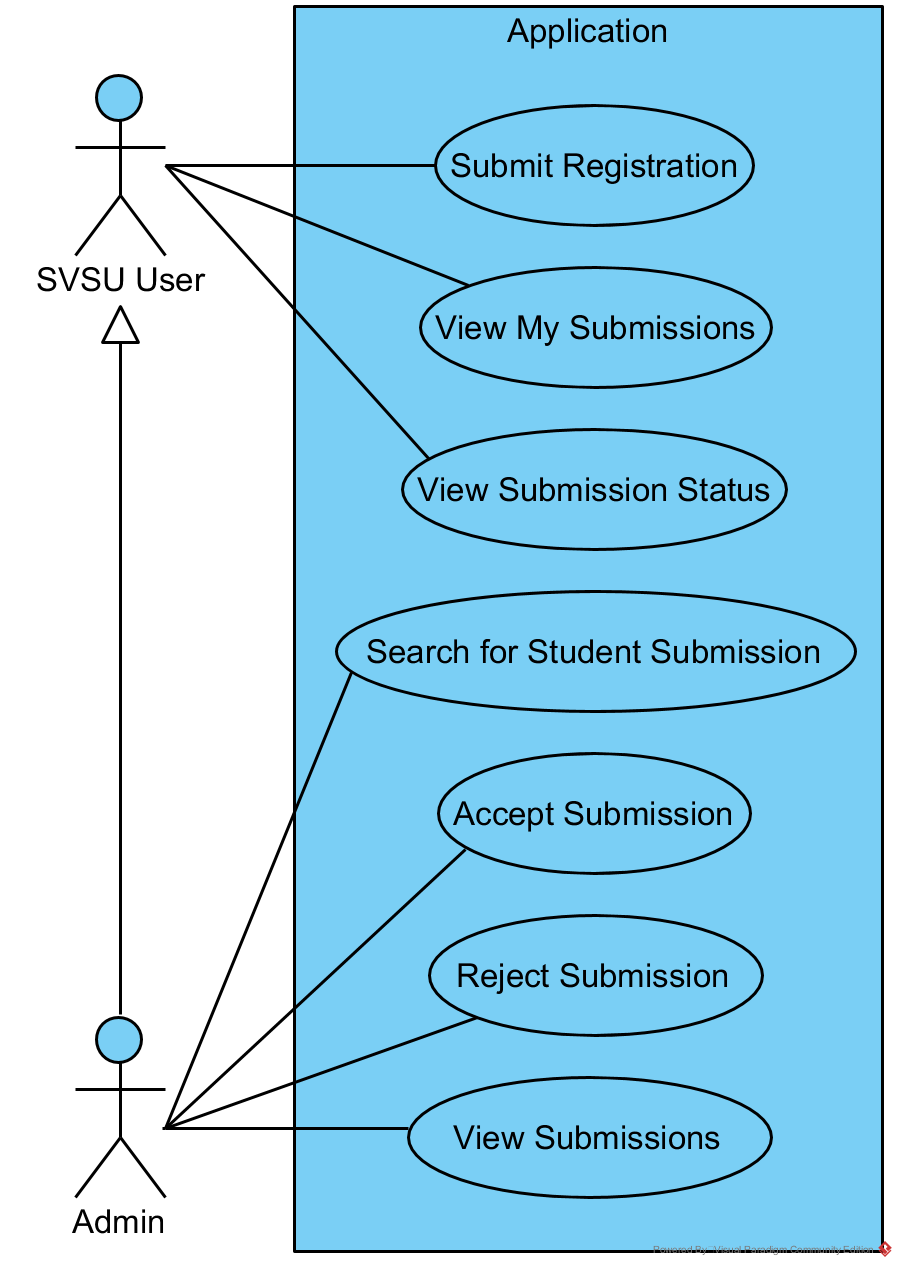 Application
Submit Registration
SVSU User
View My Submissions
View Submission Status
Search for Student Submission
Accept Submission
Reject Submission
View Submissions
Admin
Powered By Visual Paradigm Community Edition